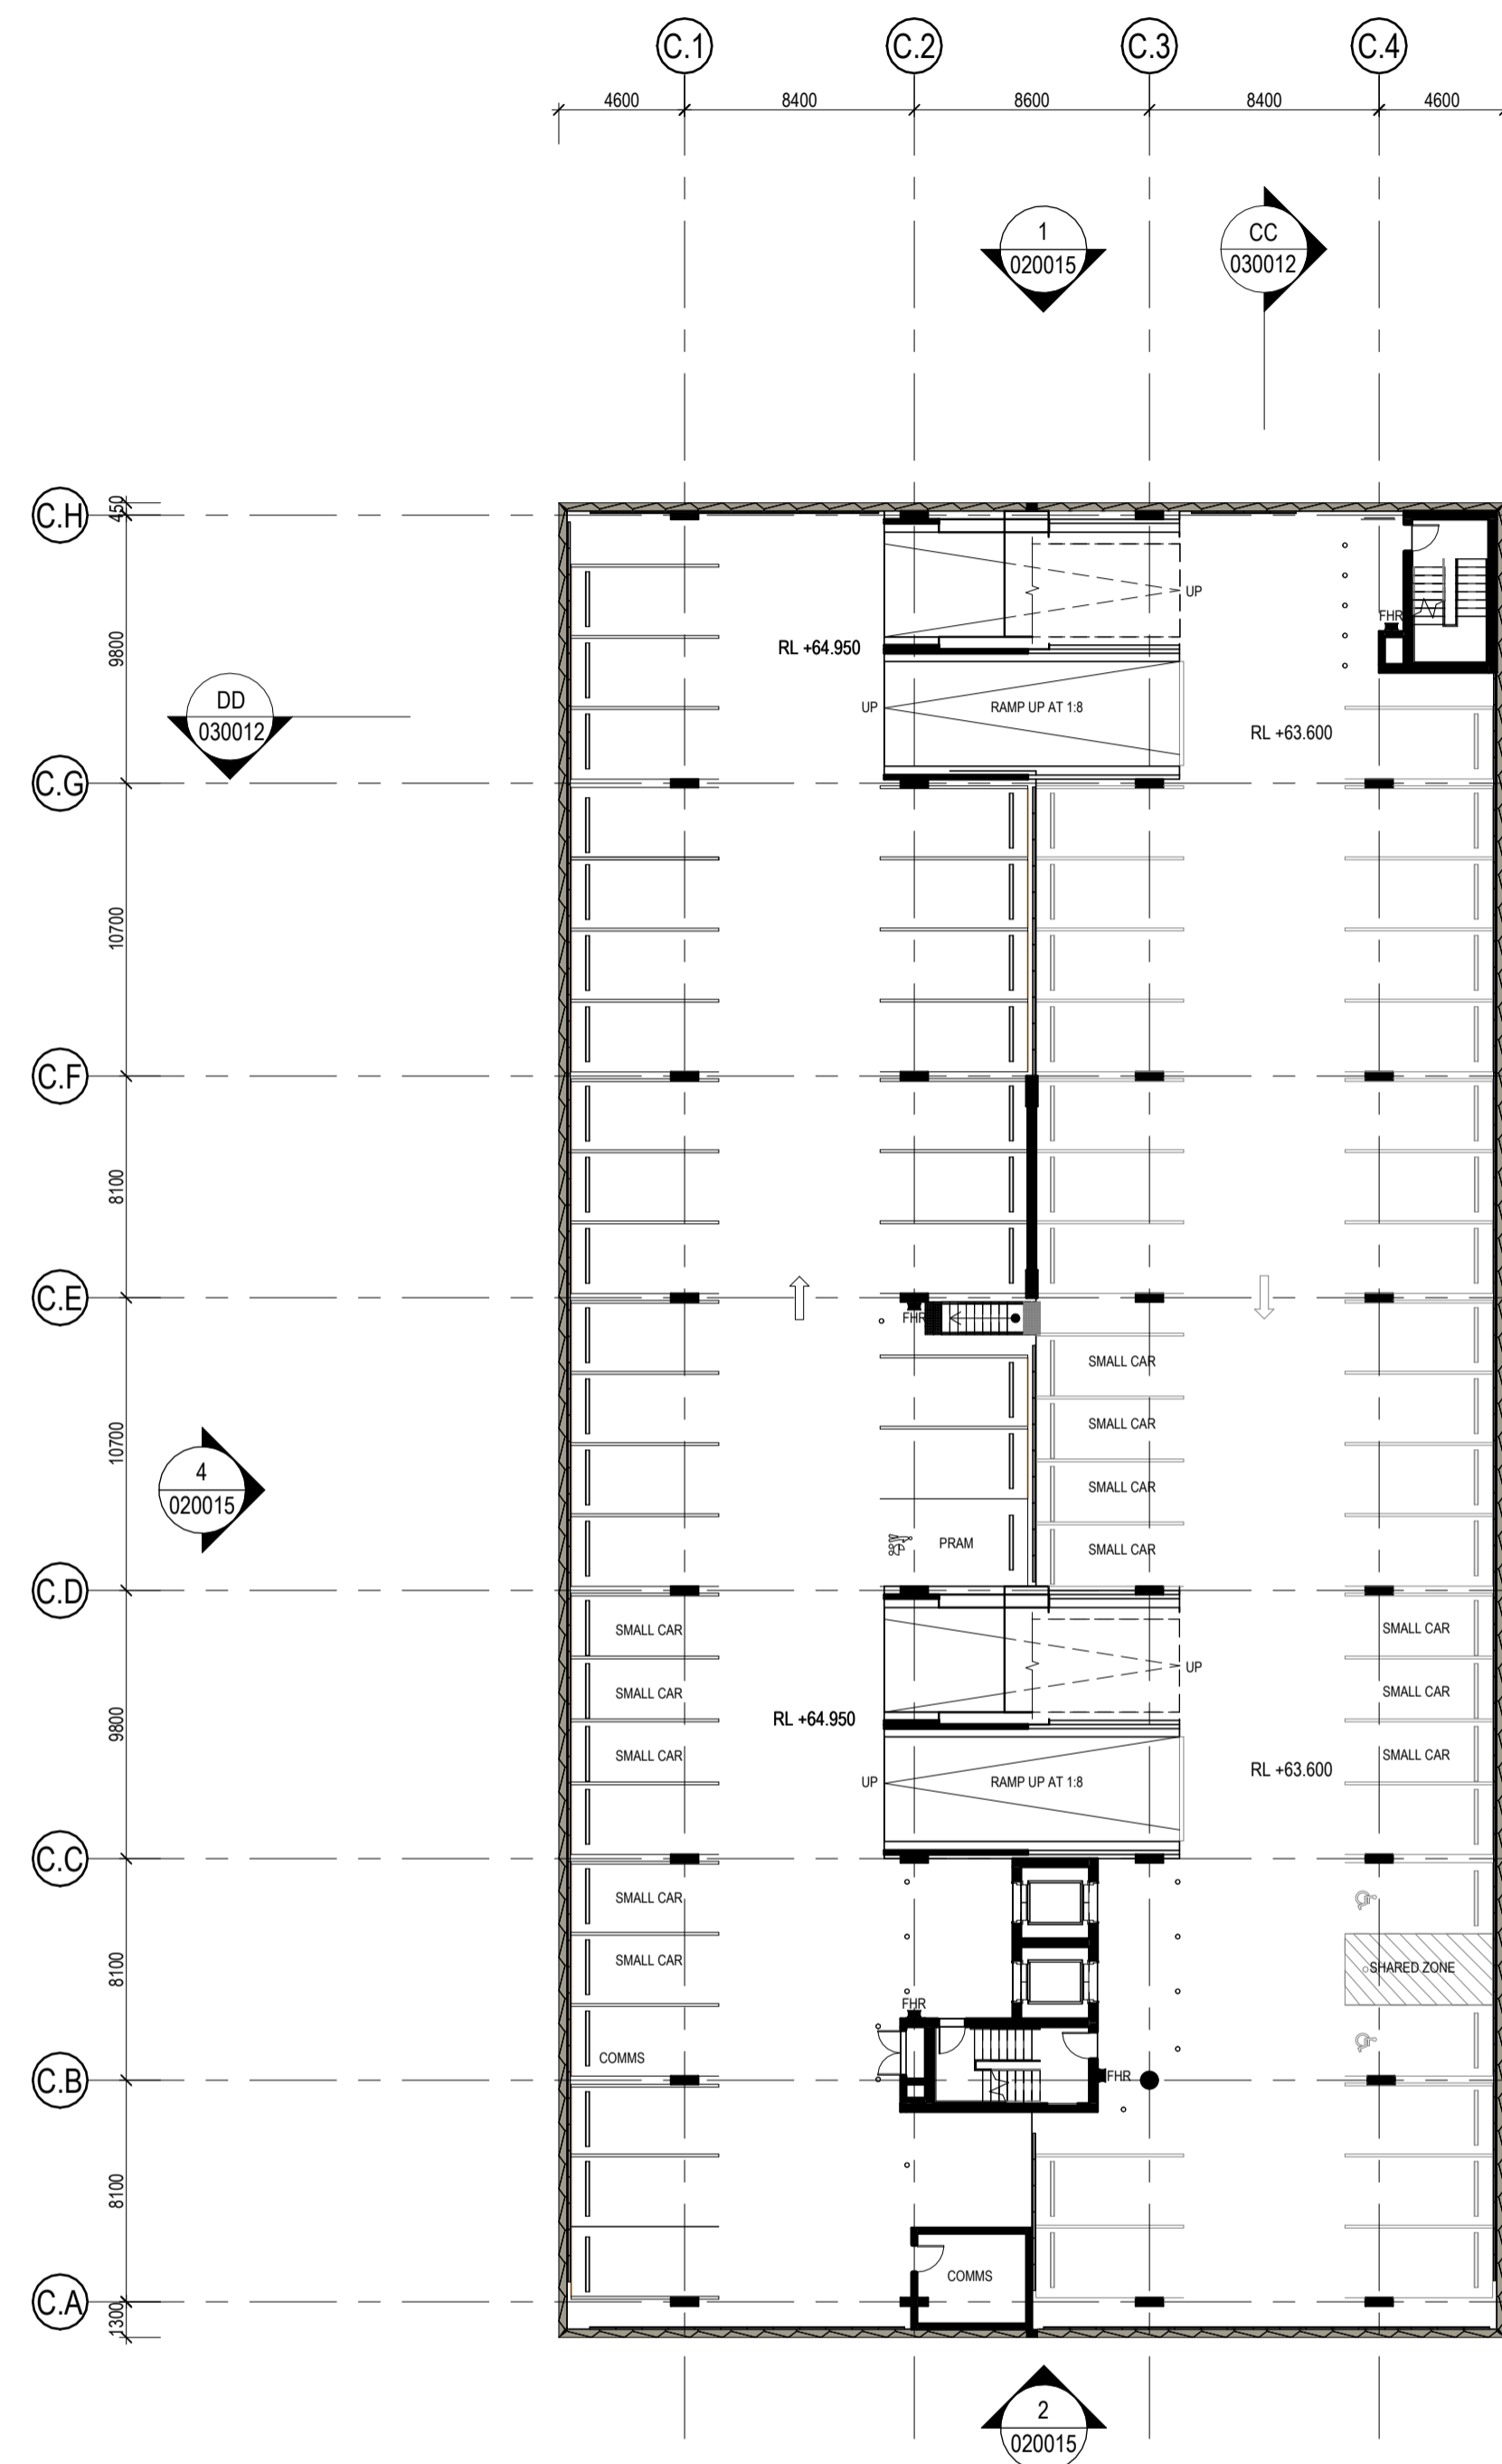 C.1 C.2 C.3 C.4
4600 8400 8600 8400 4600
1
020015
CC
030012
C.H
450
9800
UP
FHR
RL +64.950
DD
030012
UP
RAMP UP AT 1:8
RL +63.600
C.G
10700
C.F
8100
C.E
FHR
SMALL CAR
SMALL CAR
10700
4
020015
SMALL CAR
PRAM
SMALL CAR
C.D
SMALL CAR
SMALL CAR
UP
SMALL CAR
SMALL CAR
9800
RL +64.950
SMALL CAR
SMALL CAR
RL +63.600
UP
RAMP UP AT 1:8
C.C
SMALL CAR
8100
SMALL CAR
SHARED ZONE
FHR
COMMS
FHR
C.B
8100
COMMS
C.A
1300
2
020015